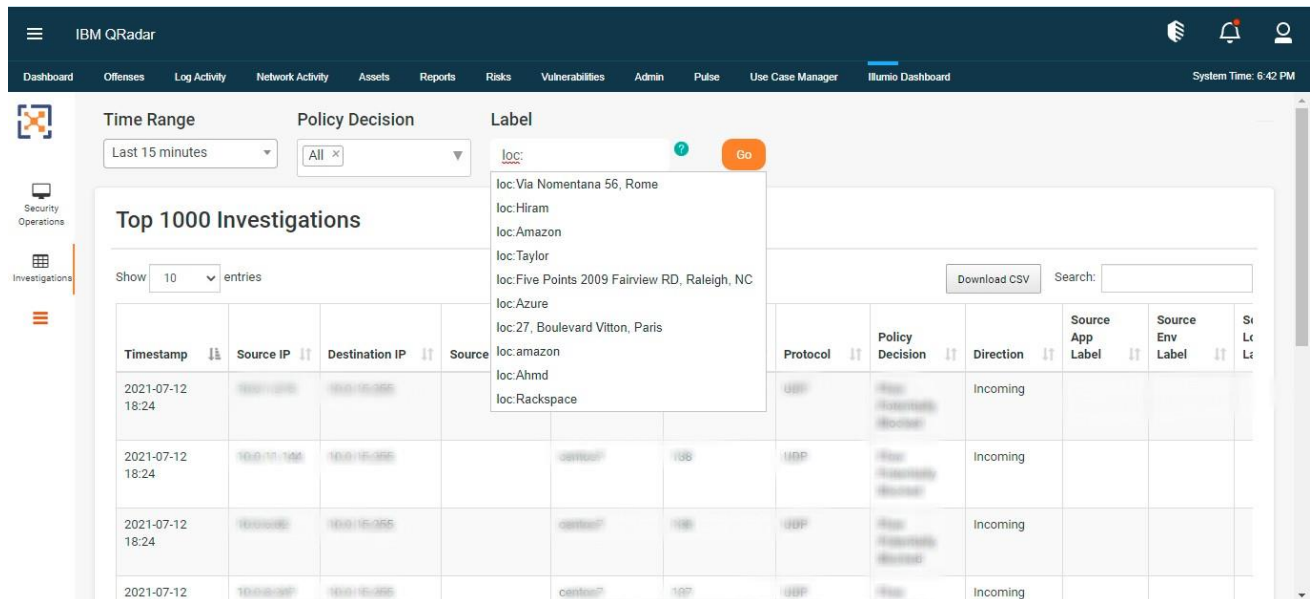 IBM QRadar
Dashboard Offenses Log Activity Network Activity Assets Reports Risks Vulnerabilities Admin Pulse Use Case Manager Illumio Dashboard System Time: 6:42 PM
Time Range Policy Decision Label
Last 15 minutes All × loc: ? Go
loc:Via Nomentana 56, Rome
loc:Hiram
loc:Amazon
loc:Taylor
loc:Five Points 2009 Fairview RD, Raleigh, NC
loc:Azure
loc:27, Boulevard Vitton, Paris
loc:amazon
loc:Ahmd
loc:Rackspace
Security
Operations
Investigations
Top 1000 Investigations
Show 10 entries Download CSV Search:
Timestamp Source IP Destination IP Source Protocol Policy Decision Direction Source App Label Source Env Label
2021-07-12 18:24 Incoming
2021-07-12 18:24 Incoming
2021-07-12 18:24 Incoming
2021-07-12 Incoming